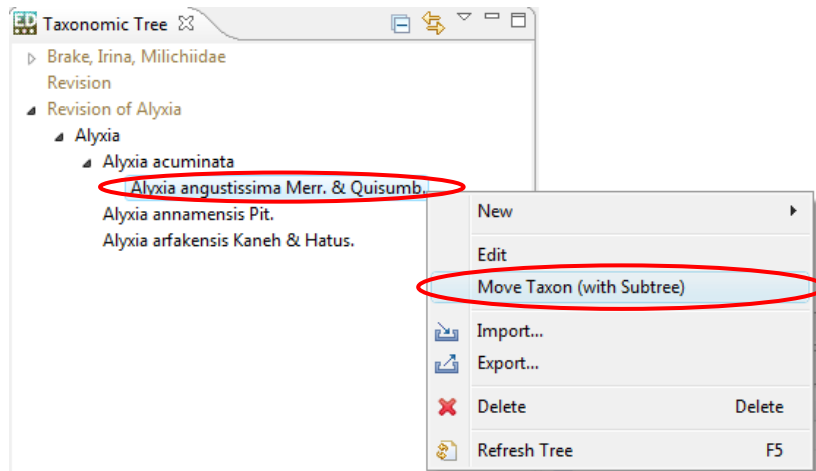 ED Taxonomic Tree
Brake, Irina, Milichiidae
Revision
Revision of Alyxia
Alyxia
Alyxia acuminata
Alyxia angustissima Merr. & Quisumb.
Alyxia annamensis Pit.
Alyxia arfakensis Kaneh & Hatus.
New
Edit
Move Taxon (with Subtree)
Import...
Export...
Delete Delete
Refresh Tree F5